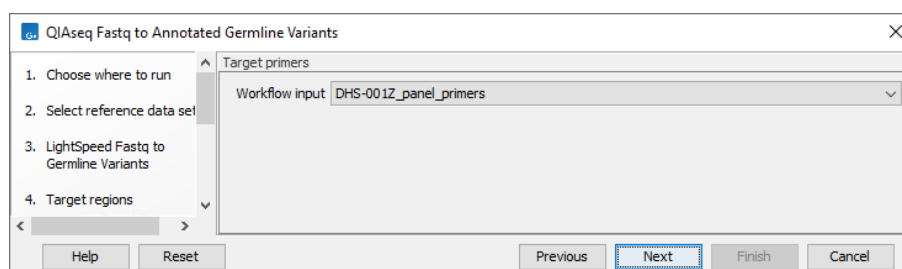 G.
QIAseq Fastq to Annotated Germline Variants
1. Choose where to run
2. Select reference data set
3. LightSpeed Fastq to
Germline Variants
4. Target regions
Target primers
Workflow input DHS-001Z_panel_primers
Help Reset Previous Next Finish Cancel